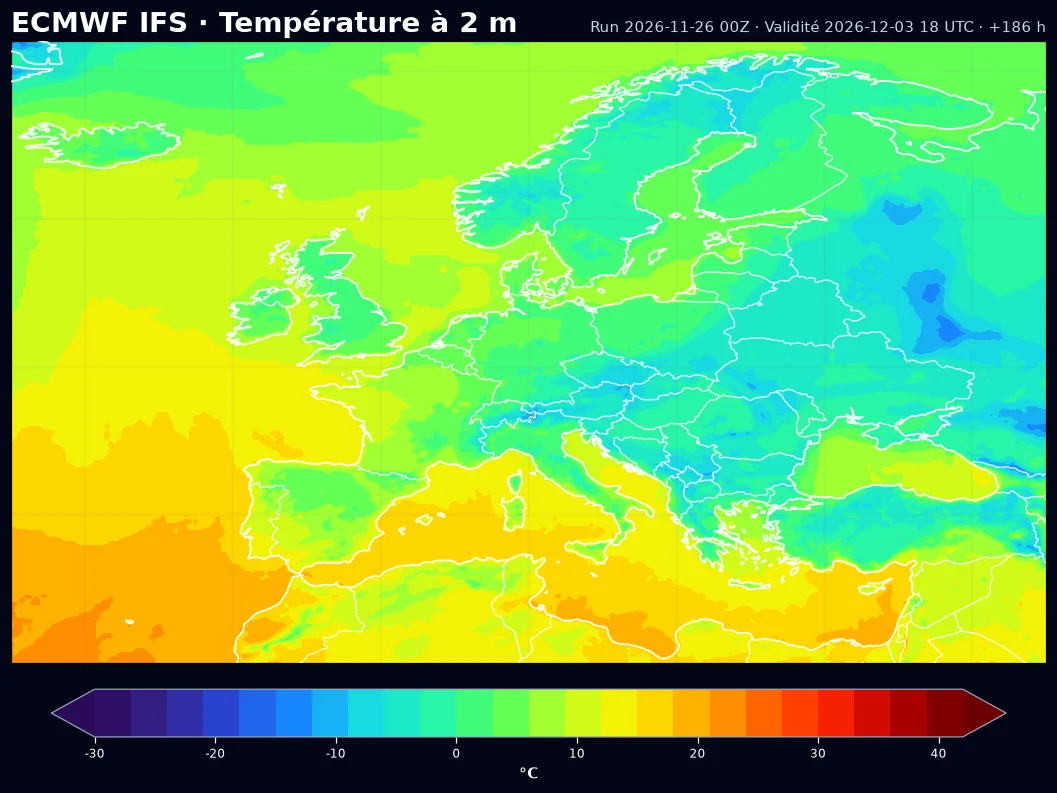 ECMWF IFS · Température à 2 m
Run 2026-11-26 00Z · Validité 2026-12-03 18 UTC · +186 h
-30 -20 -10 0 10 20 30 40
°C